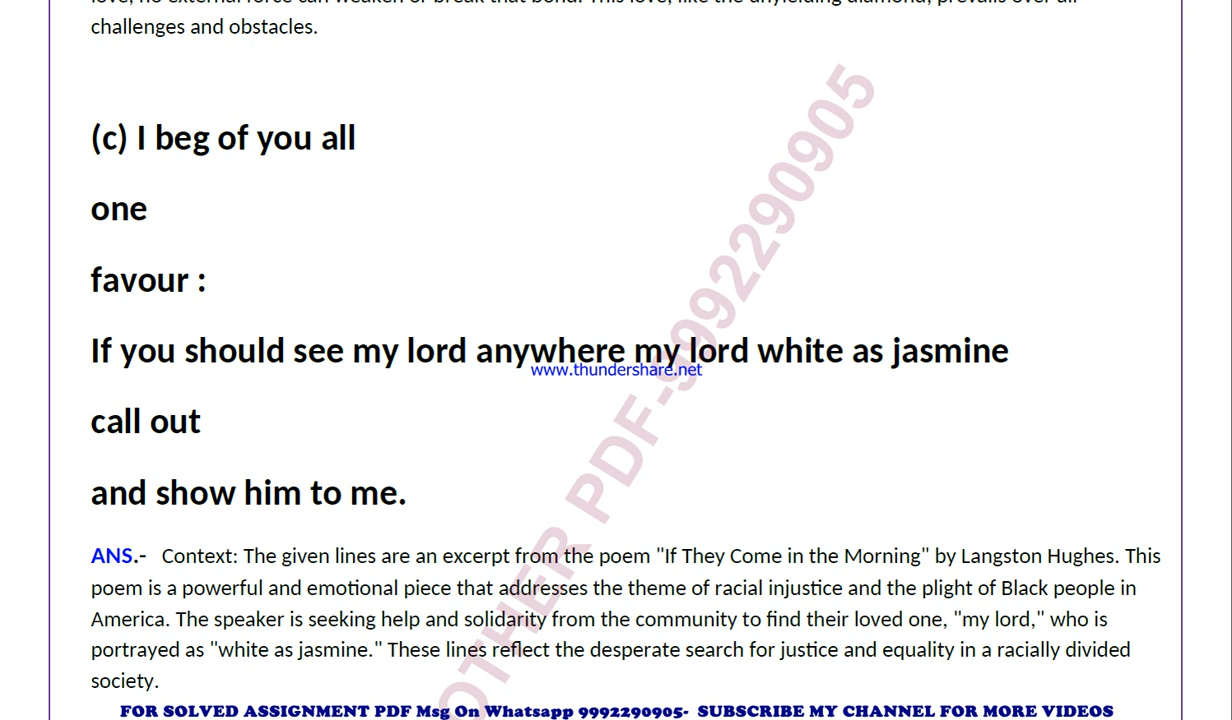 challenges and obstacles.
(c) I beg of you all
one
favour :
If you should see my lord anywhere my lord white as jasmine
www.thundershare.net
call out
and show him to me.
ANS.- Context: The given lines are an excerpt from the poem "If They Come in the Morning" by Langston Hughes. This
poem is a powerful and emotional piece that addresses the theme of racial injustice and the plight of Black people in
America. The speaker is seeking help and solidarity from the community to find their loved one, "my lord," who is
portrayed as "white as jasmine." These lines reflect the desperate search for justice and equality in a racially divided
society.
OTHER PDF-9992290905
FOR SOLVED ASSIGNMENT PDF Msg On Whatsapp 9992290905- SUBSCRIBE MY CHANNEL FOR MORE VIDEOS